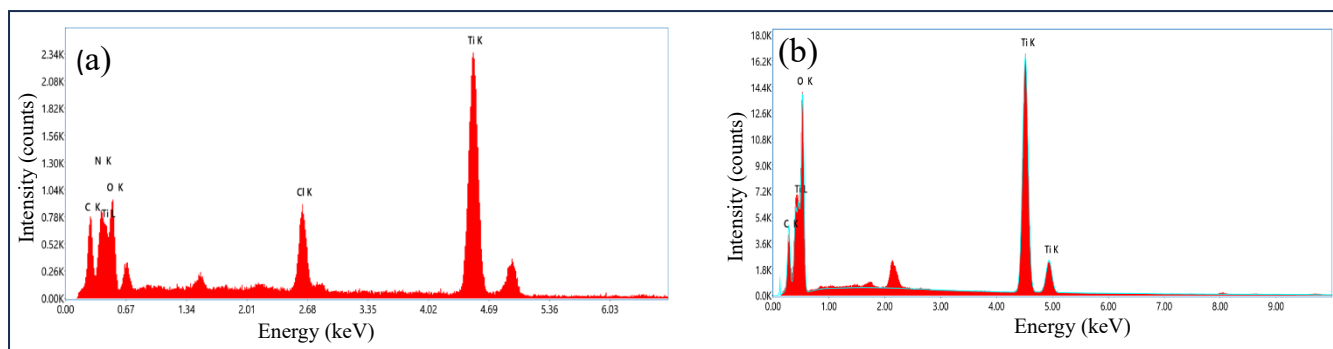 (a)
Intensity (counts)
2.34K
2.08K
1.82K
1.56K
1.30K
1.04K
0.78K
0.52K
0.26K
0.00K
Ti K
N K
O K
C K
Ti L
Cl K
0.00
0.67
1.34
2.01
2.68
3.35
4.02
4.69
5.36
6.03
Energy (keV)
(b)
Intensity (counts)
18.0K
16.2K
14.4K
12.6K
10.8K
9.0K
7.2K
5.4K
3.6K
1.8K
0.0K
Ti K
O K
Ti L
C K
Ti K
0.00
1.00
2.00
3.00
4.00
5.00
6.00
7.00
8.00
9.00
Energy (keV)